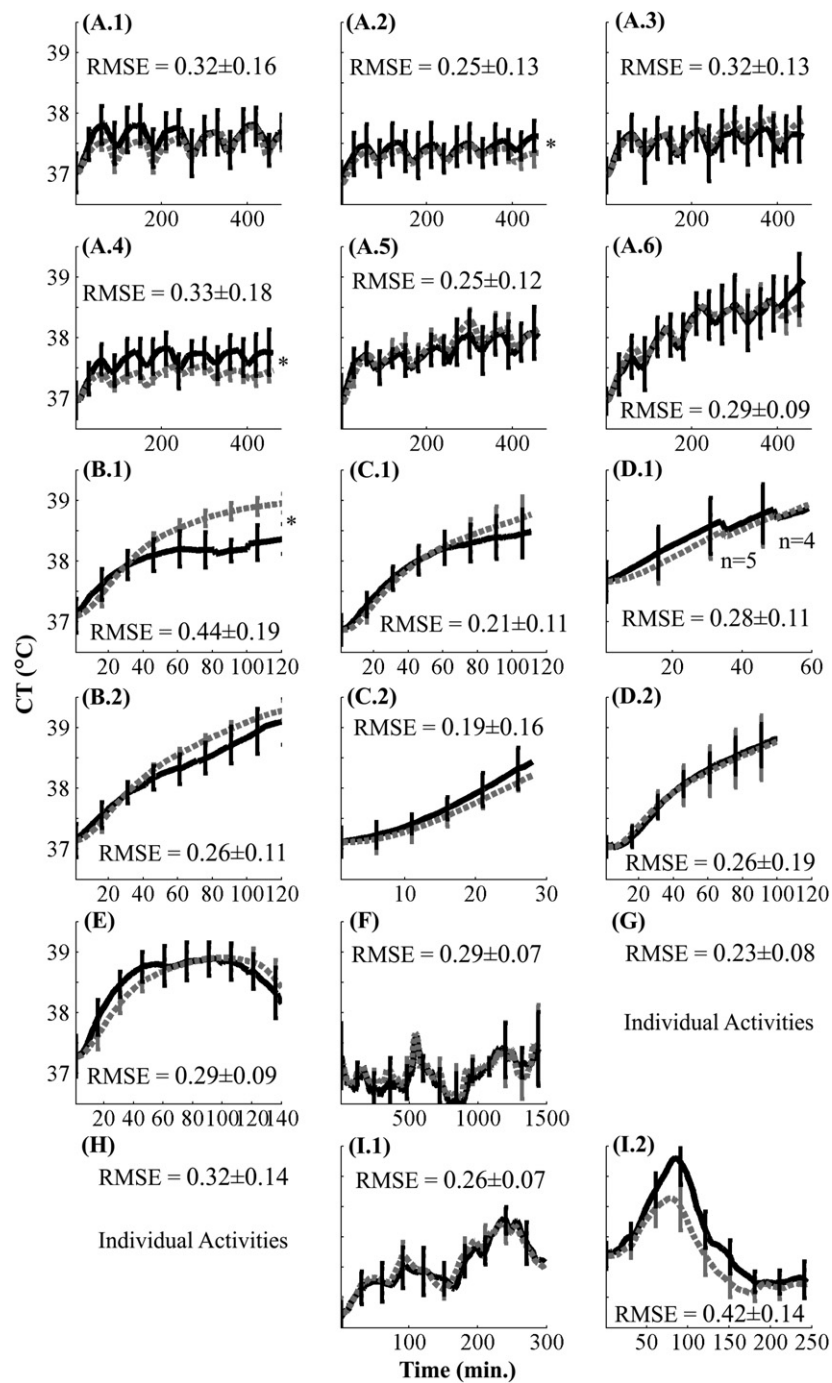 (A.1)
RMSE = 0.32±0.16
39
38
37
200
400
(A.2)
RMSE = 0.25±0.13
*
200
400
(A.3)
RMSE = 0.32±0.13
200
400
(A.4)
RMSE = 0.33±0.18
39
38
37
*
200
400
(A.5)
RMSE = 0.25±0.12
200
400
(A.6)
RMSE = 0.29±0.09
200
400
(B.1)
39
38
37
*
RMSE = 0.44±0.19
20 40 60 80 100 120
(C.1)
RMSE = 0.21±0.11
20 40 60 80 100 120
(D.1)
n=5
n=4
RMSE = 0.28±0.11
20 40 60
CT (°C)
(B.2)
39
38
37
RMSE = 0.26±0.11
20 40 60 80 100 120
(C.2)
RMSE = 0.19±0.16
10 20 30
(D.2)
RMSE = 0.26±0.19
20 40 60 80 100 120
(E)
39
38
37
RMSE = 0.29±0.09
20 40 60 80 100 120 140
(F)
RMSE = 0.29±0.07
500 1000 1500
(G)
RMSE = 0.23±0.08
Individual Activities
(H)
RMSE = 0.32±0.14
Individual Activities
(I.1)
RMSE = 0.26±0.07
100 200 300
(I.2)
RMSE = 0.42±0.14
50 100 150 200 250
Time (min.)